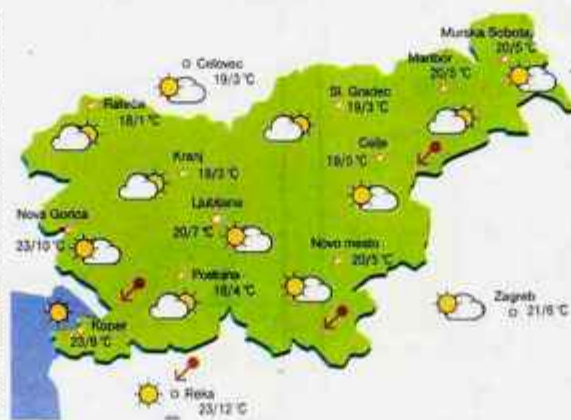 Murska Sobota
20/5 °C
Celovec
19/3 °C
Maribor
20/5 °C
Sl. Gradec
19/3 °C
Rateče
18/1 °C
Celje
19/5 °C
Kranj
19/3 °C
Ljubljana
20/7 °C
Nova Gorica
23/10 °C
Novo mesto
20/5 °C
Postojna
18/4 °C
Zagreb
21/6 °C
Koper
23/9 °C
Reka
23/12 °C